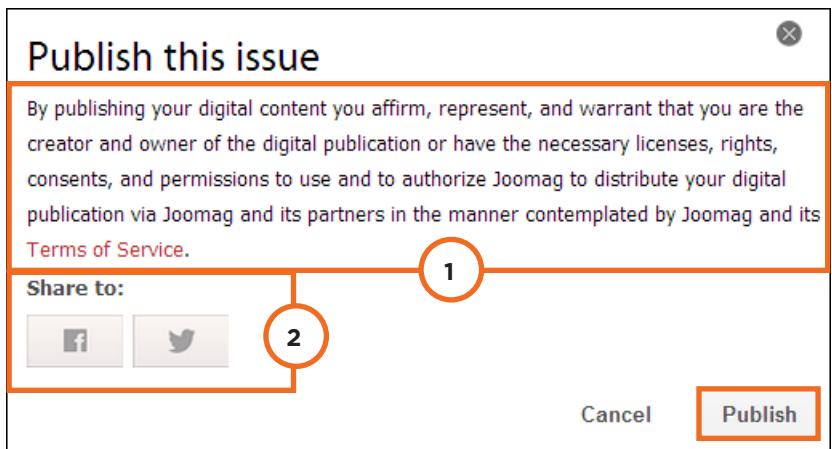 Publish this issue
By publishing your digital content you affirm, represent, and warrant that you are the
creator and owner of the digital publication or have the necessary licenses, rights,
consents, and permissions to use and to authorize Joomag to distribute your digital
publication via Joomag and its partners in the manner contemplated by Joomag and its
Terms of Service.
1
Share to:
2
Cancel Publish